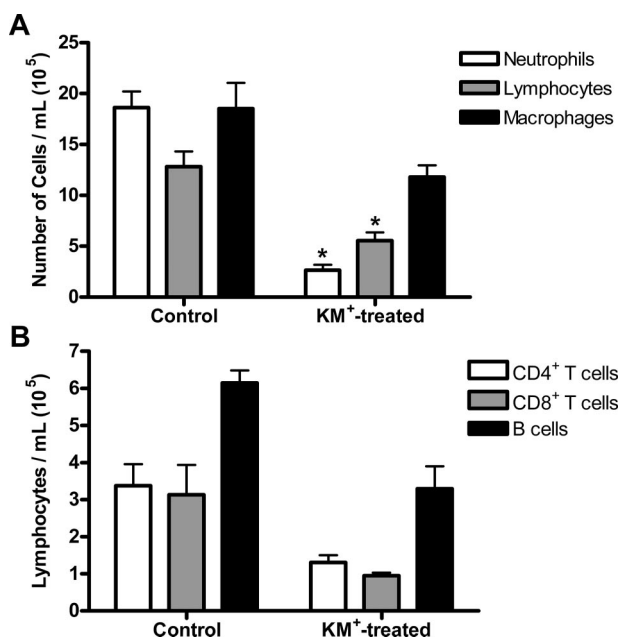 A
Number of Cells / mL (10⁵)
25
20
15
10
5
0
Neutrophils
Lymphocytes
Macrophages
*
*
Control
KM⁺-treated
B
Lymphocytes / mL (10⁵)
7
6
5
4
3
2
1
0
CD4⁺ T cells
CD8⁺ T cells
B cells
Control
KM⁺-treated